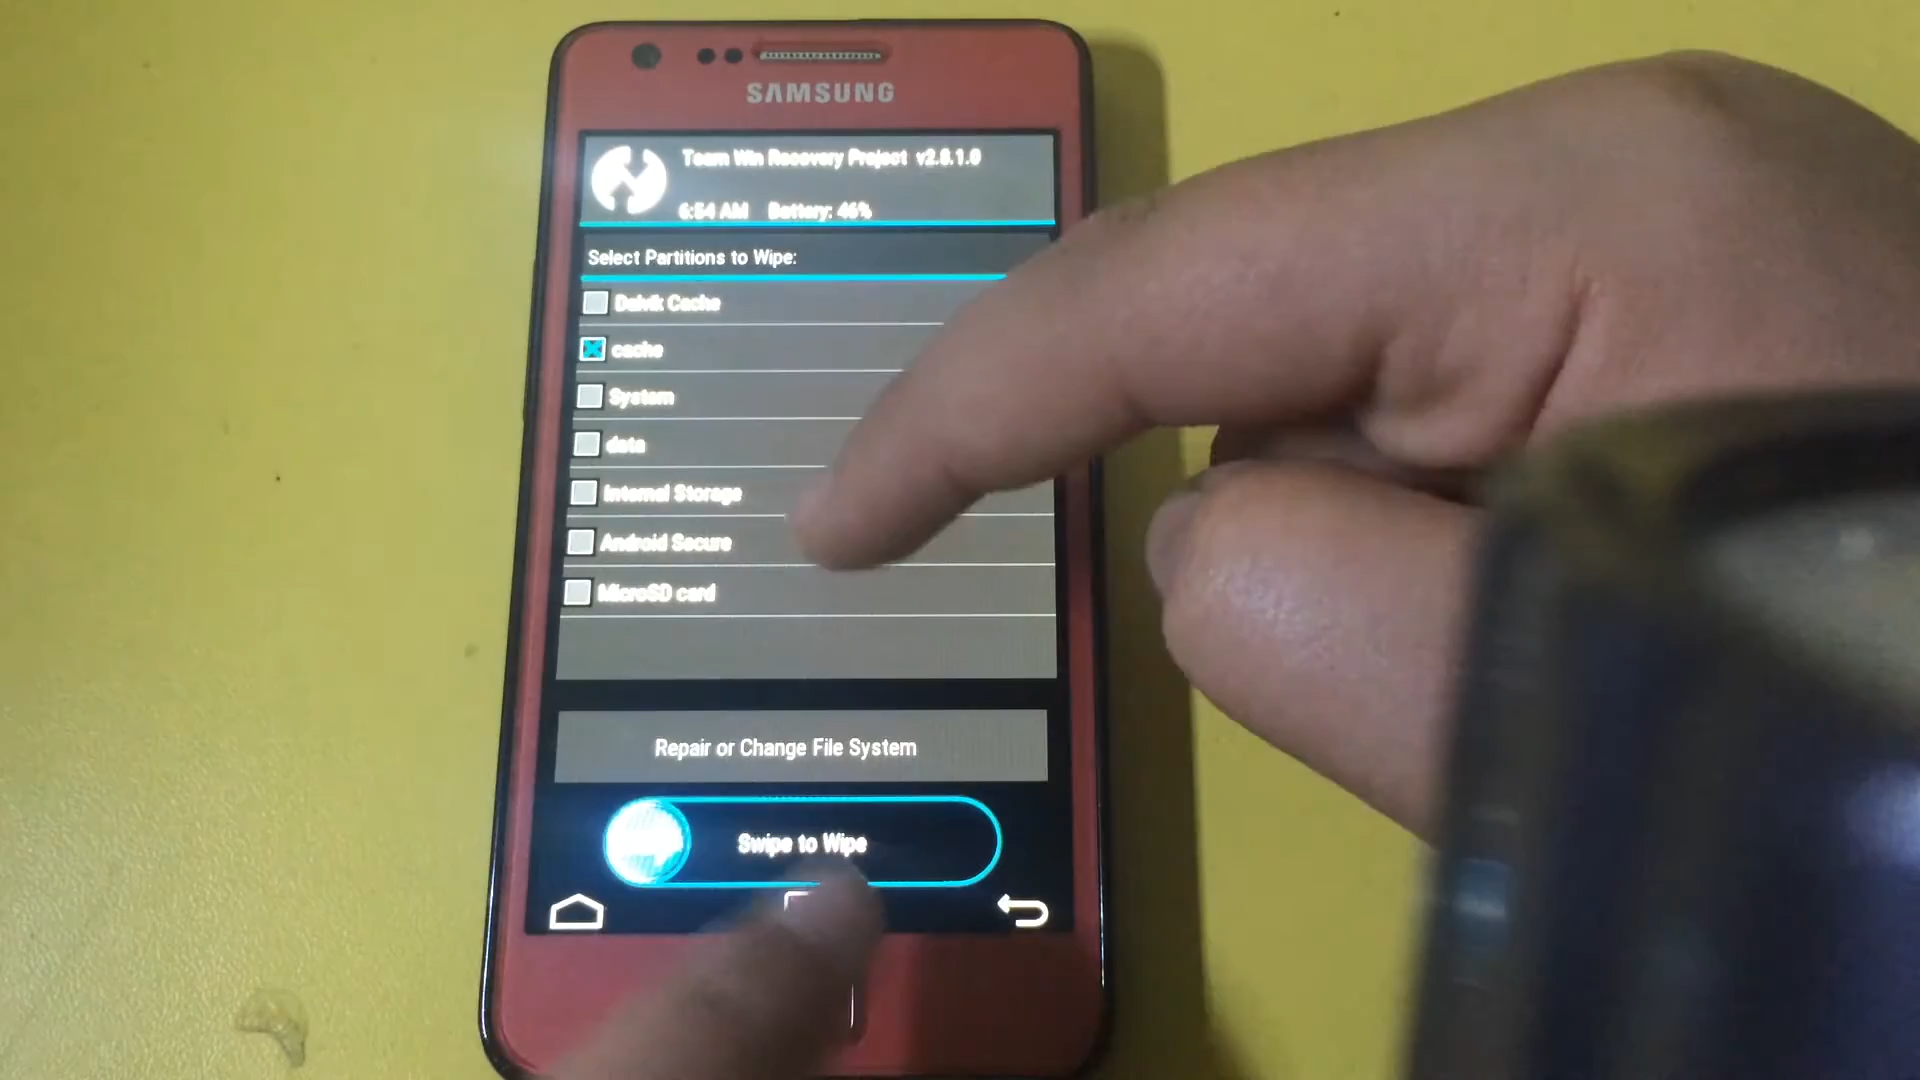 SAMSUNG
Team Win Recovery Project v2.8.1.0
6:54 AM Battery: 46%
Select Partitions to Wipe:
Dalvik Cache
cache
System
data
Internal Storage
Android Secure
MicroSD card
Repair or Change File System
Swipe to Wipe